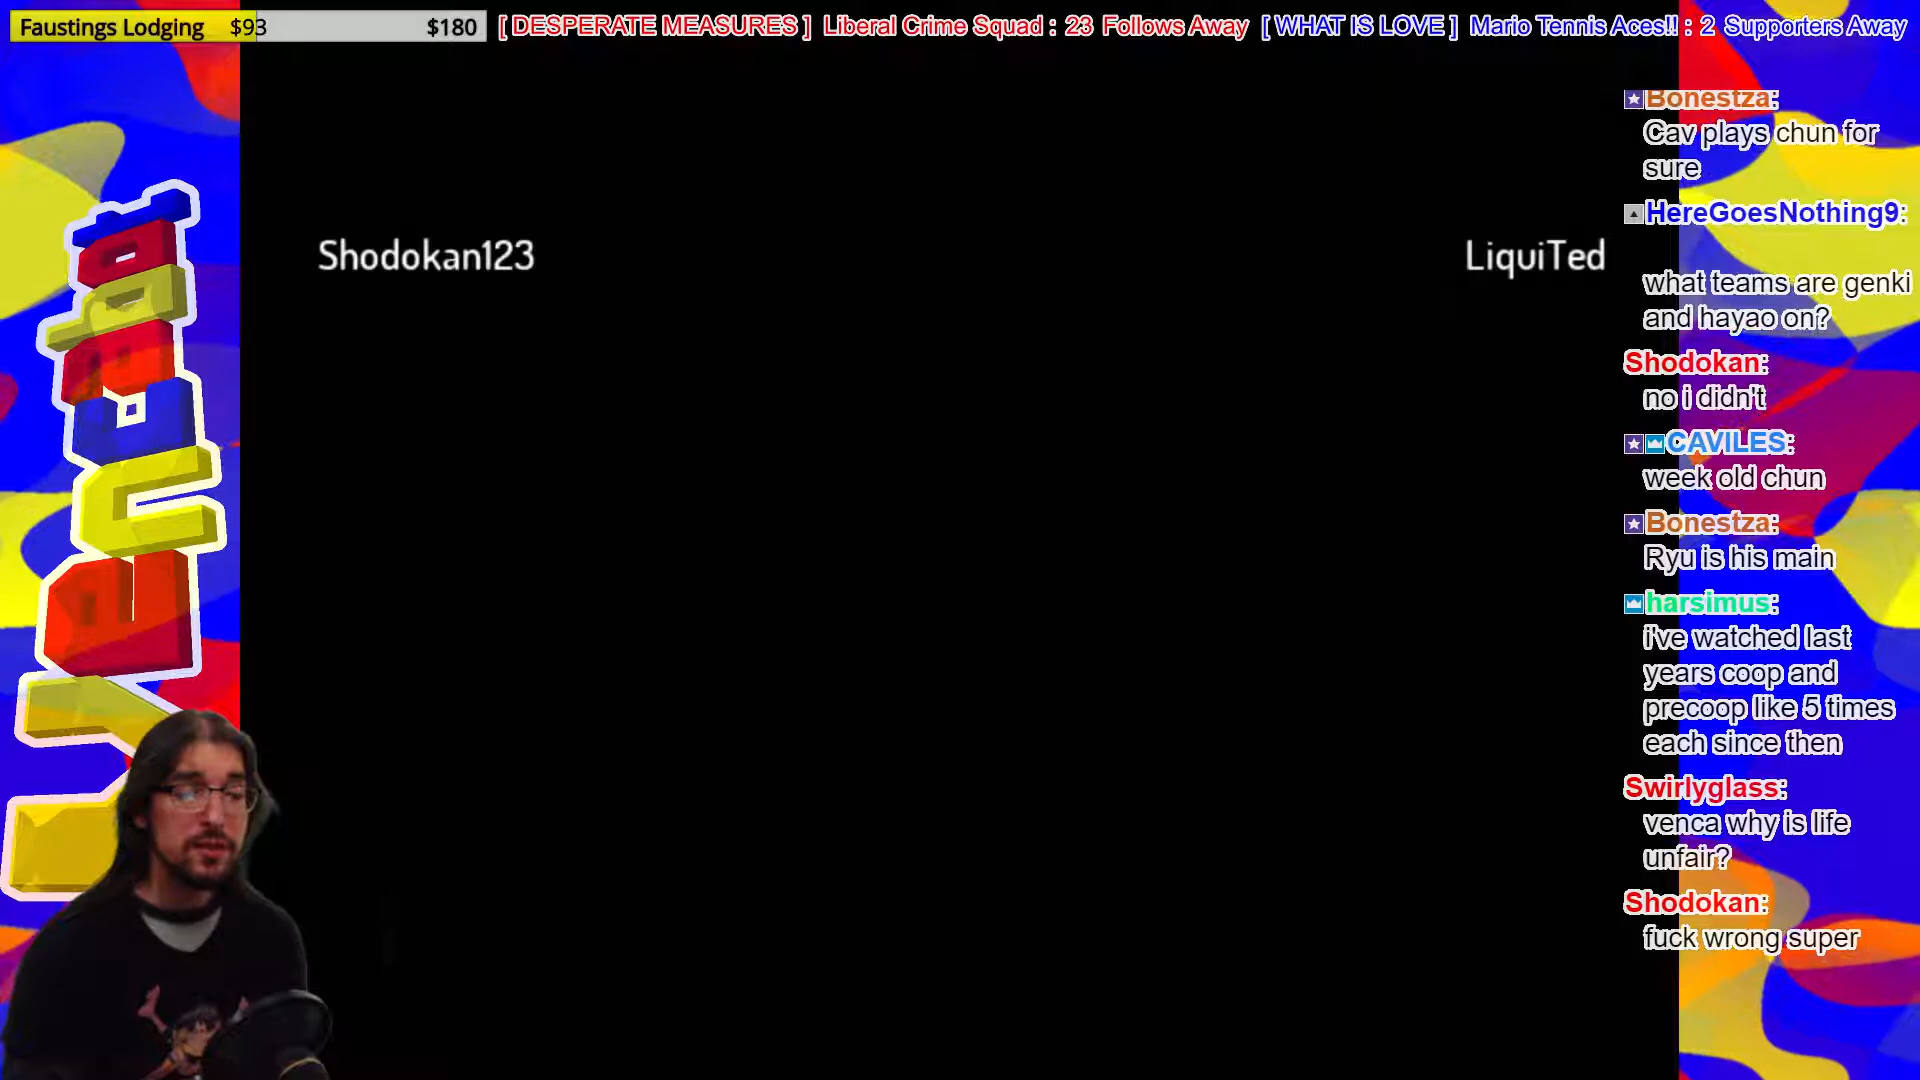 Faustings Lodging $93 $180 [ DESPERATE MEASURES ] Liberal Crime Squad : 23 Follows Away [ WHAT IS LOVE ] Mario Tennis Aces!! : 2 Supporters Away
Shodokan123
LiquiTed
Bonestza:
Cav plays chun for
sure
HereGoesNothing9:
what teams are genki
and hayao on?
Shodokan:
no i didn't
CAVILES:
week old chun
Bonestza:
Ryu is his main
harsimus:
i've watched last
years coop and
precoop like 5 times
each since then
Swirlyglass:
venca why is life
unfair?
Shodokan:
fuck wrong super